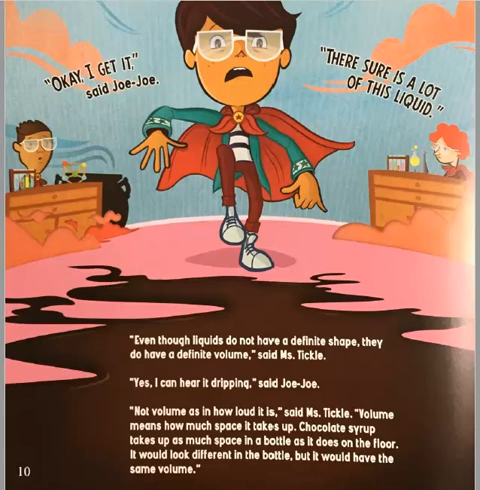 "OKAY. I GET IT."
said Joe-Joe.
"THERE SURE IS A LOT
OF THIS LIQUID."
"Even though liquids do not have a definite shape, they
do have a definite volume," said Ms. Tickle.
"Yes, I can hear it dripping," said Joe-Joe.
"Not volume as in how loud it is," said Ms. Tickle. "Volume
means how much space it takes up. Chocolate syrup
takes up as much space in a bottle as it does on the floor.
It would look different in the bottle, but it would have the
same volume."
10